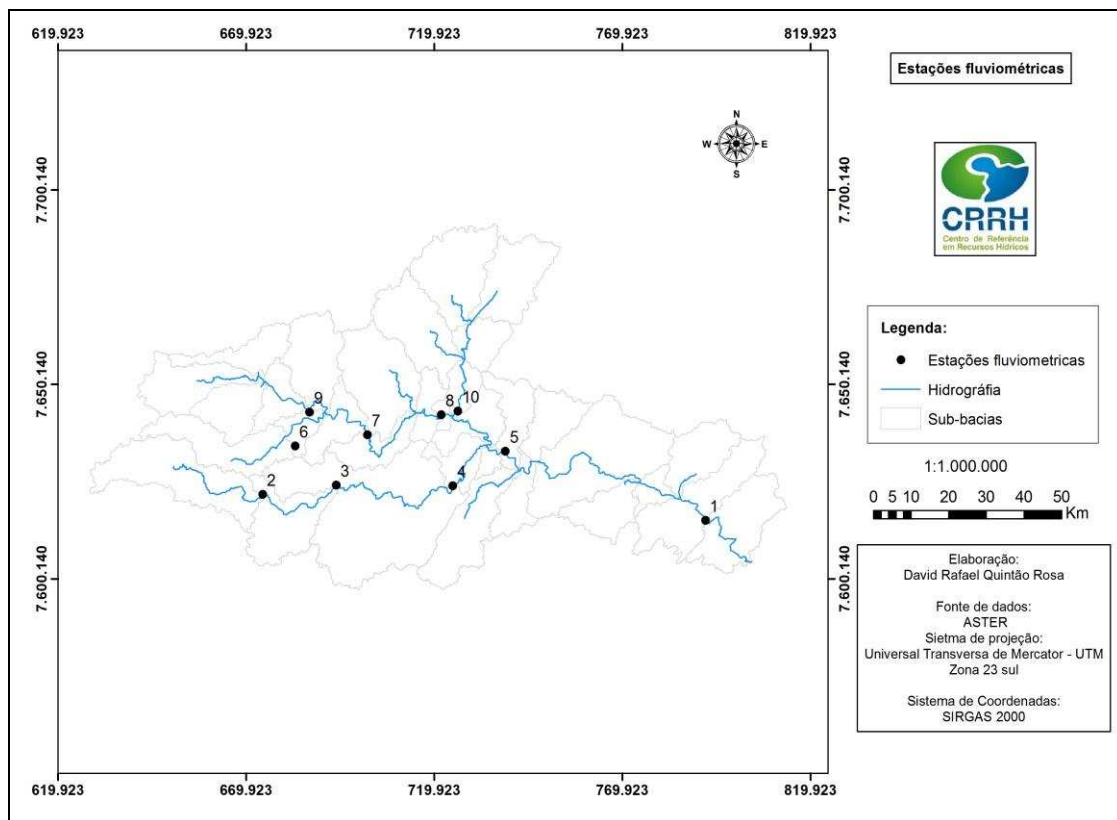 619.923 669.923 719.923 769.923 819.923
7.700.140 7.700.140
7.650.140 7.650.140
7.600.140 7.600.140
N
W E
S
9
8 10
7
6
5
3
4
2
1
619.923 669.923 719.923 769.923 819.923
Estações fluviométricas
CRRH
Centro de Referência
em Recursos Hídricos
Legenda:
Estações fluviometricas
Hidrográfia
Sub-bacias
1:1.000.000
0 5 10 20 30 40 50
Km
Elaboração:
David Rafael Quintão Rosa
Fonte de dados:
ASTER
Sietma de projeção:
Universal Transversa de Mercator - UTM
Zona 23 sul
Sistema de Coordenadas:
SIRGAS 2000